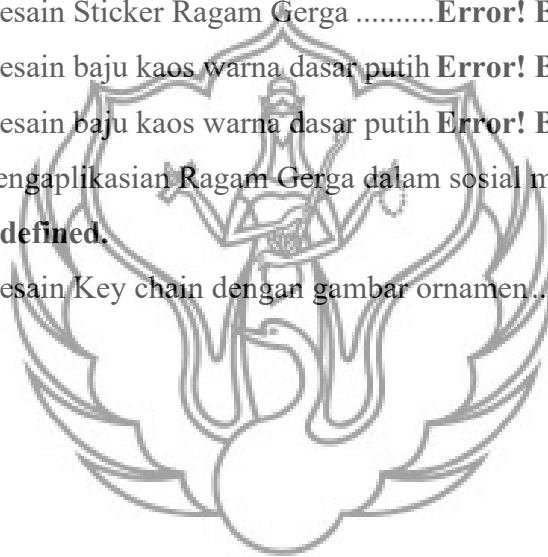 esain Sticker Ragam Gerga ..........Error! B
esain baju kaos warna dasar putih Error! B
esain baju kaos warna dasar putih Error! B
engaplikasian Ragam Gerga dalam sosial m
defined.
esain Key chain dengan gambar ornamen ..